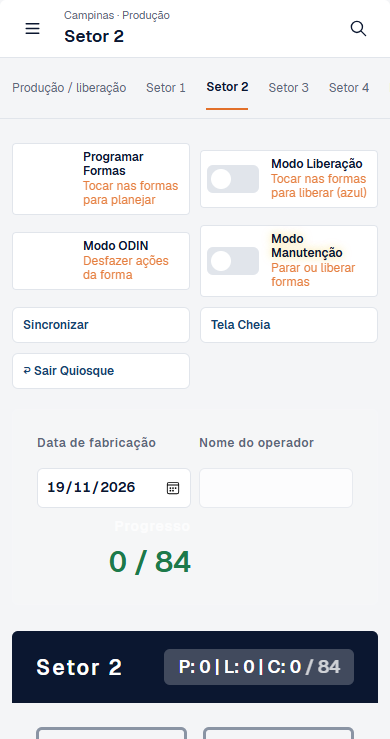 Campinas · Produção
Setor 2
Produção / liberação
Setor 1
Setor 2
Setor 3
Setor 4
Programar
Formas
Tocar nas formas
para planejar
Modo Liberação
Tocar nas formas
para liberar (azul)
Modo ODIN
Desfazer ações
da forma
Modo
Manutenção
Parar ou liberar
formas
Sincronizar
Tela Cheia
Sair Quiosque
Data de fabricação
Nome do operador
19/11/2026
Progresso
0 / 84
Setor 2
P: 0 | L: 0 | C: 0 / 84